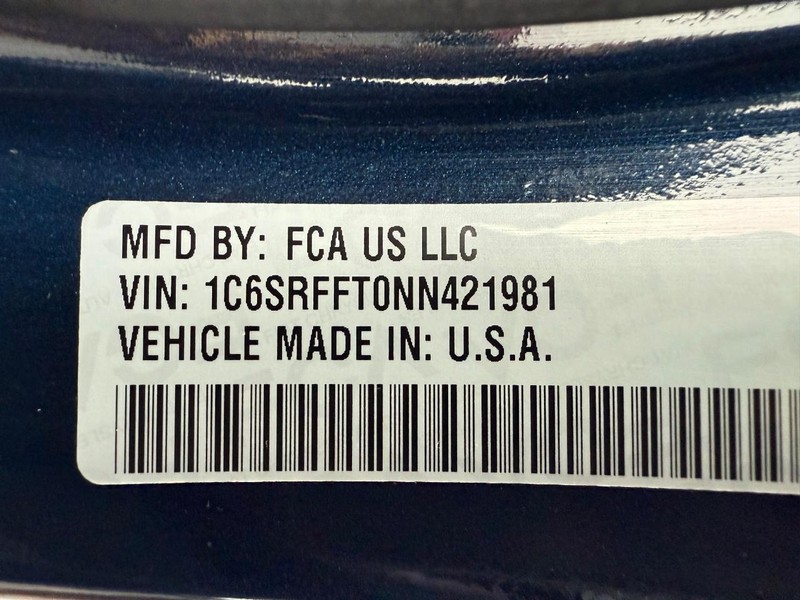 MFD BY: FCA US LLC
VIN: 1C6SRFFT0NN421981
VEHICLE MADE IN: U.S.A.